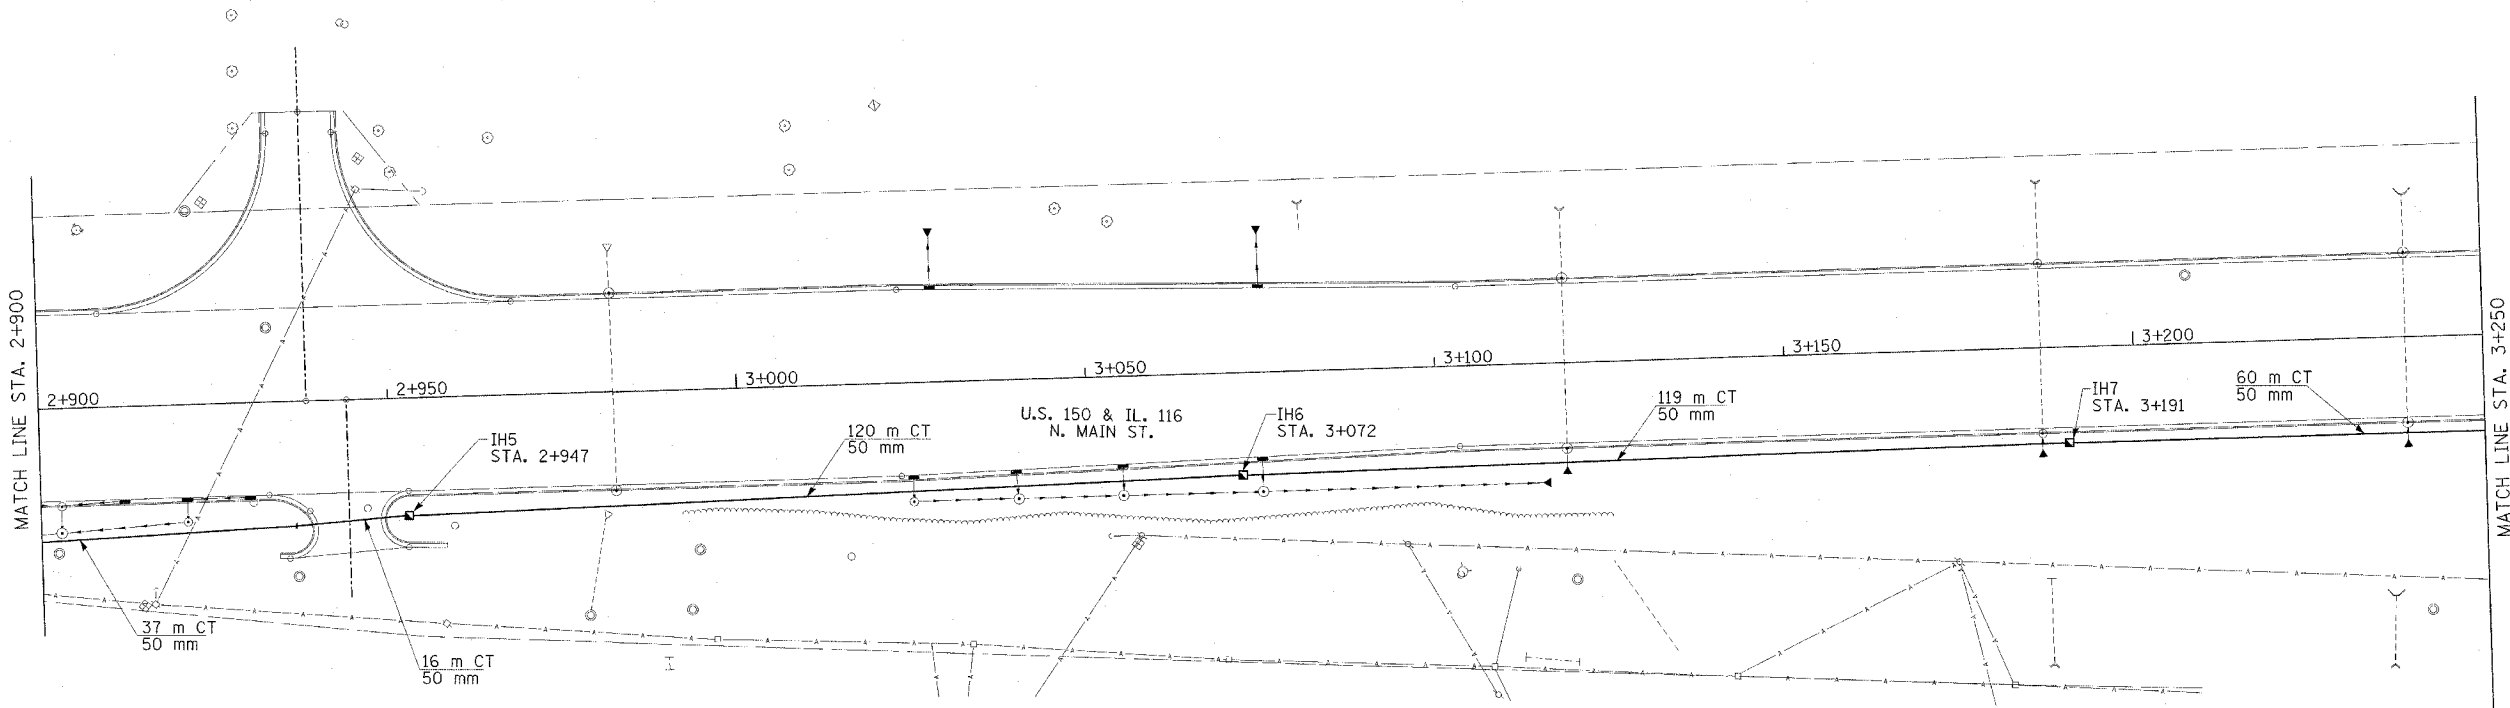 MATCH LINE STA. 2+900
2+900
2+950
3+000
3+050
3+100
3+150
3+200
MATCH LINE STA. 3+250
IH5
STA. 2+947
120 m CT
50 mm
U.S. 150 & IL. 116
N. MAIN ST.
IH6
STA. 3+072
119 m CT
50 mm
IH7
STA. 3+191
60 m CT
50 mm
37 m CT
50 mm
16 m CT
50 mm